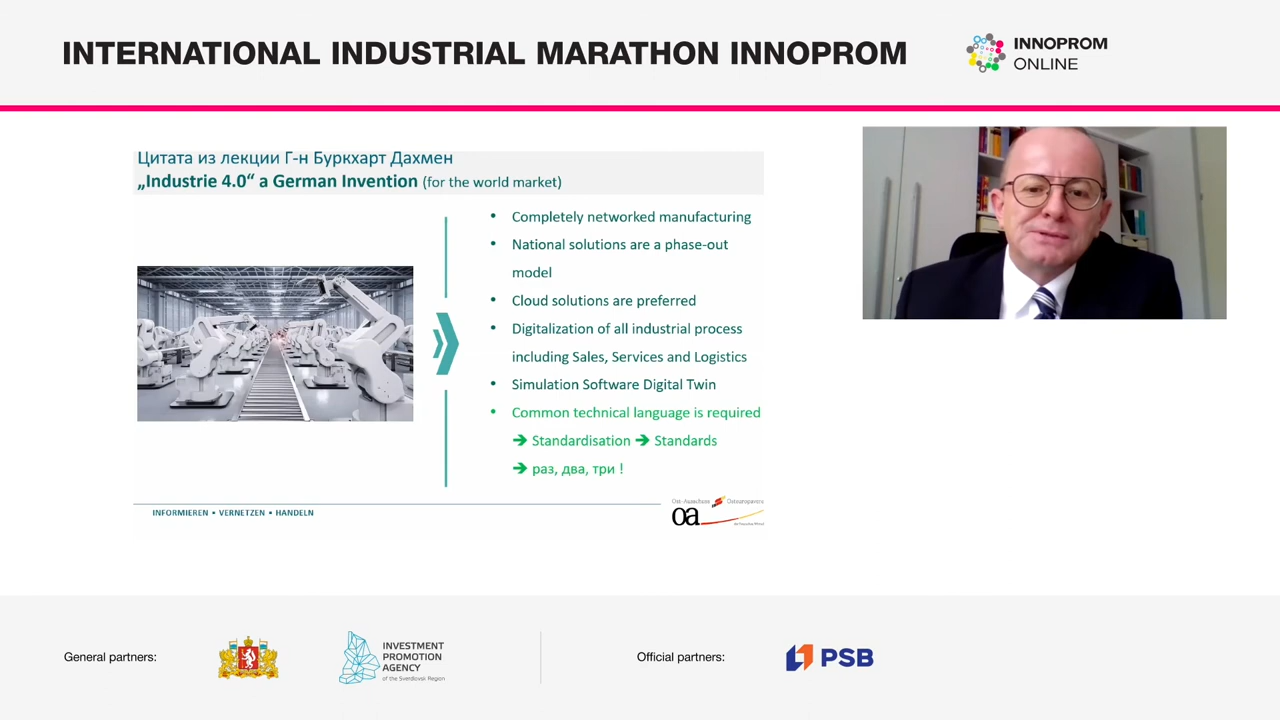 INTERNATIONAL INDUSTRIAL MARATHON INNOPROM
INNOPROM
ONLINE
Цитата из лекции Г-н Буркхарт Дахмен
„Industrie 4.0“ a German Invention (for the world market)
• Completely networked manufacturing
• National solutions are a phase-out
model
• Cloud solutions are preferred
• Digitalization of all industrial process
including Sales, Services and Logistics
• Simulation Software Digital Twin
• Common technical language is required
➔ Standardisation ➔ Standards
➔ раз, два, три !
INFORMIEREN • VERNETZEN • HANDELN
Ost-Ausschuss Osteuropaverein
oa
General partners:
INVESTMENT
PROMOTION
AGENCY
of the Sverdlovsk Region
Official partners:
PSB